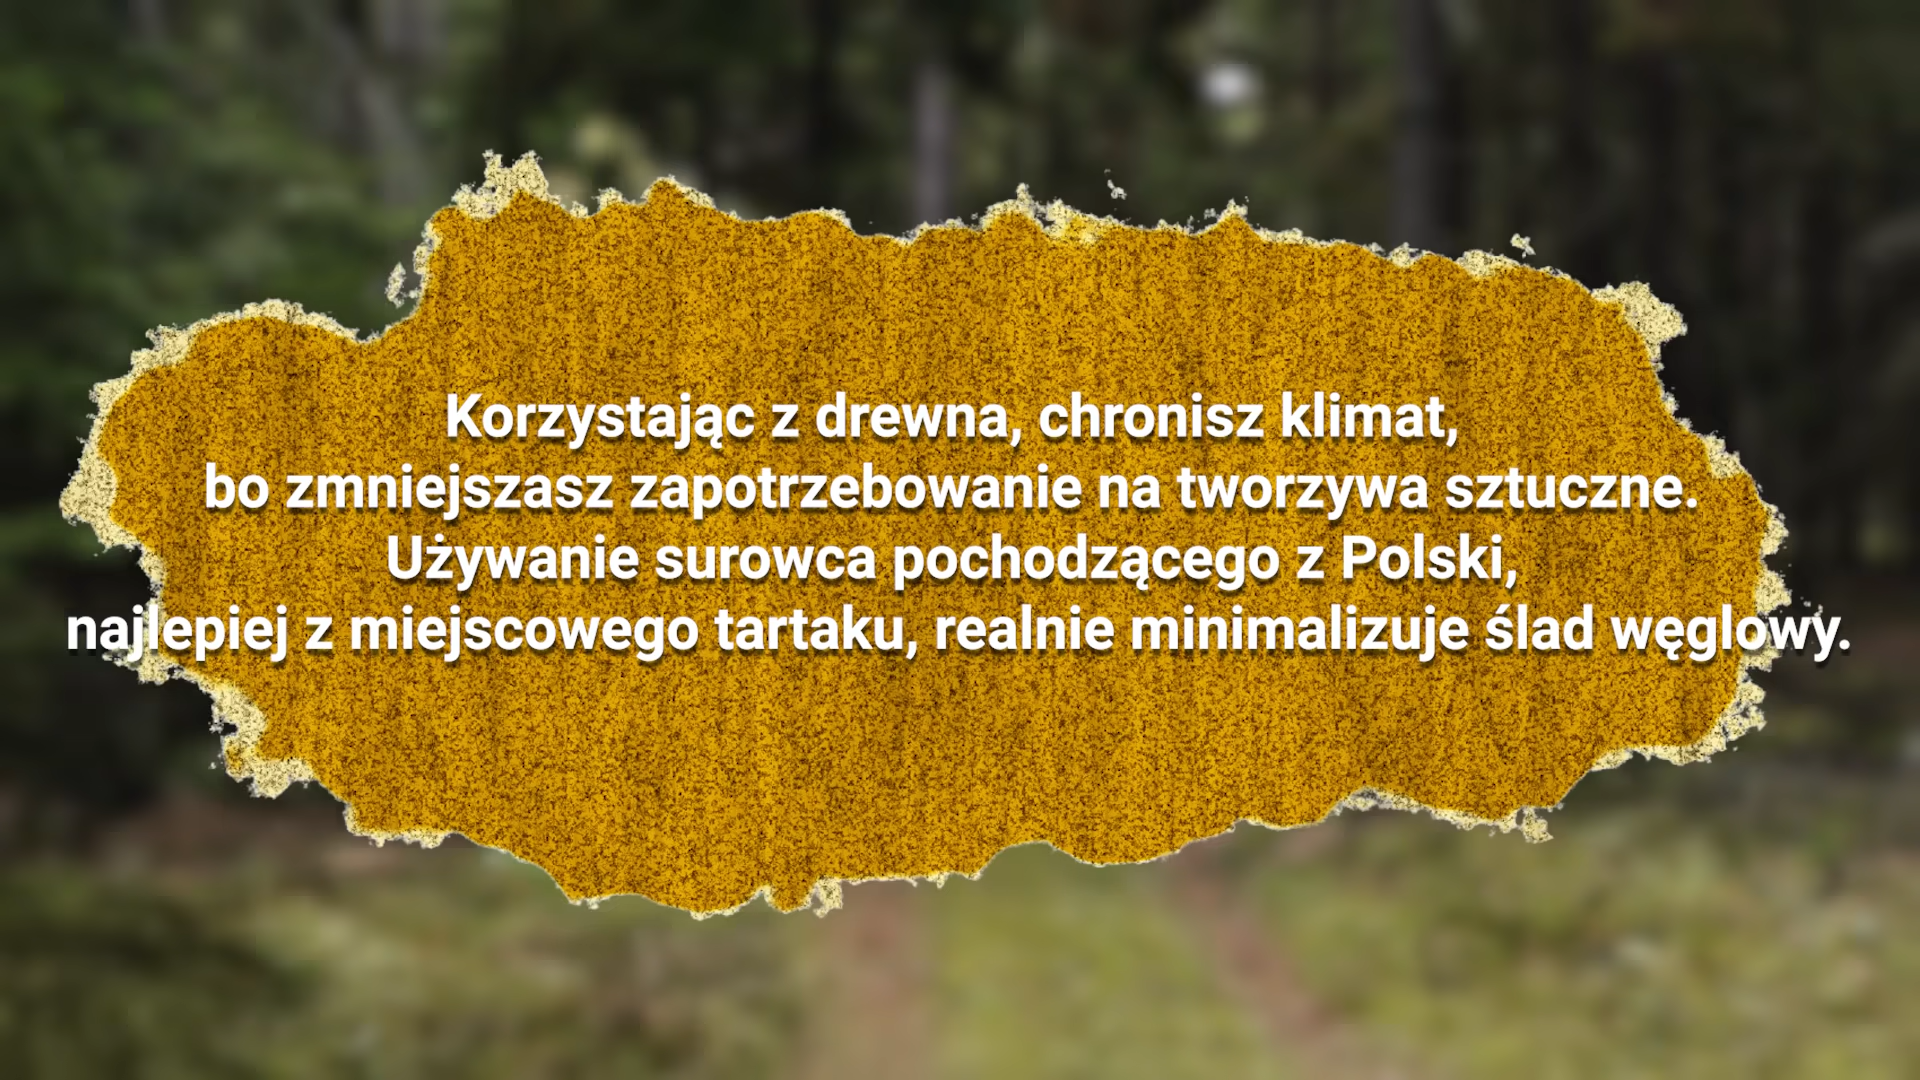 Korzystając z drewna, chronisz klimat,
bo zmniejszasz zapotrzebowanie na tworzywa sztuczne.
Używanie surowca pochodzącego z Polski,
najlepiej z miejscowego tartaku, realnie minimalizuje ślad węglowy.